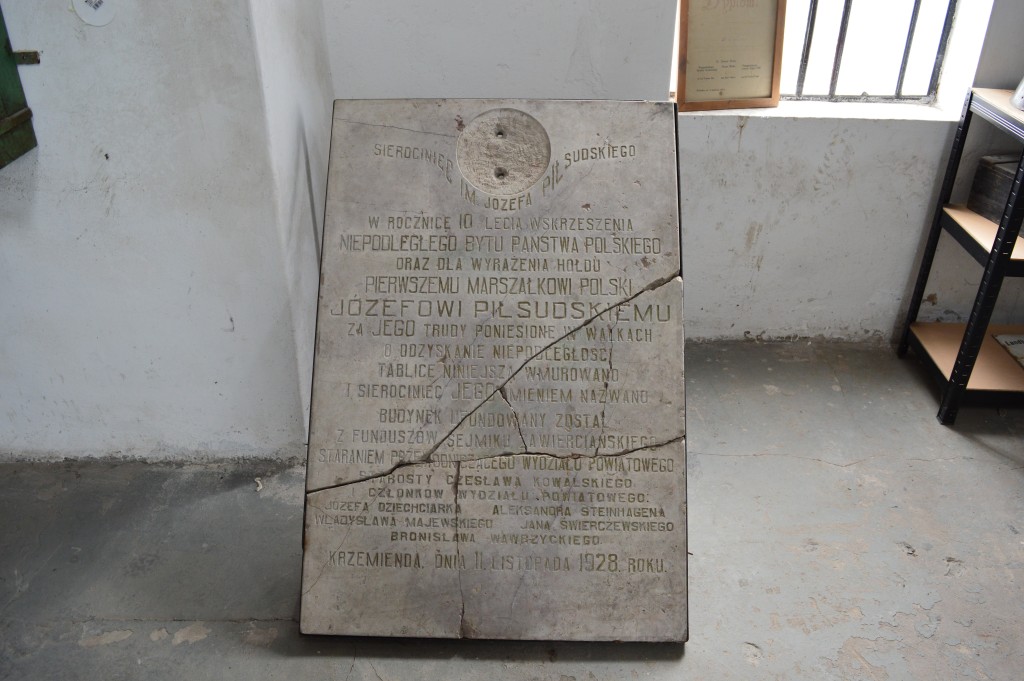 Dyplom
SIEROCINIEC
IM. JÓZEFA
PIŁSUDSKIEGO
W ROCZNICE 10 LECIA WSKRZESZENIA
NIEPODLEGŁEGO BYTU PAŃSTWA POLSKIEGO
ORAZ DLA WYRAŻENIA HOŁDU
PIERWSZEMU MARSZAŁKOWI POLSKI
JÓZEFOWI PIŁSUDSKIEMU
ZA JEGO TRUDY PONIESIONE W WALKACH
O ODZYSKANIE NIEPODLEGŁOŚCI
TABLICE NINIEJSZĄ WMUROWANO
I SIEROCINIEC JEGO IMIENIEM NAZWANO
BUDYNEK UFUNDOWANY ZOSTAŁ
Z FUNDUSZÓW SEJMIKU ZAWIERCIAŃSKIEGO
STARANIEM PRZEWODNICZĄCEGO WYDZIAŁU POWIATOWEGO
STAROSTY CZESŁAWA KOWALSKIEGO
I CZŁONKÓW WYDZIAŁU POWIATOWEGO.
JÓZEFA DZIECHCIARKA ALEKSANDRA STEINHAGENA
WŁADYSŁAWA MAJEWSKIEGO JANA ŚWIERCZEWSKIEGO
BRONISŁAWA WAWRZYCKIEGO
KRZEMIENDA, DNIA 11 LISTOPADA 1928. ROKU.